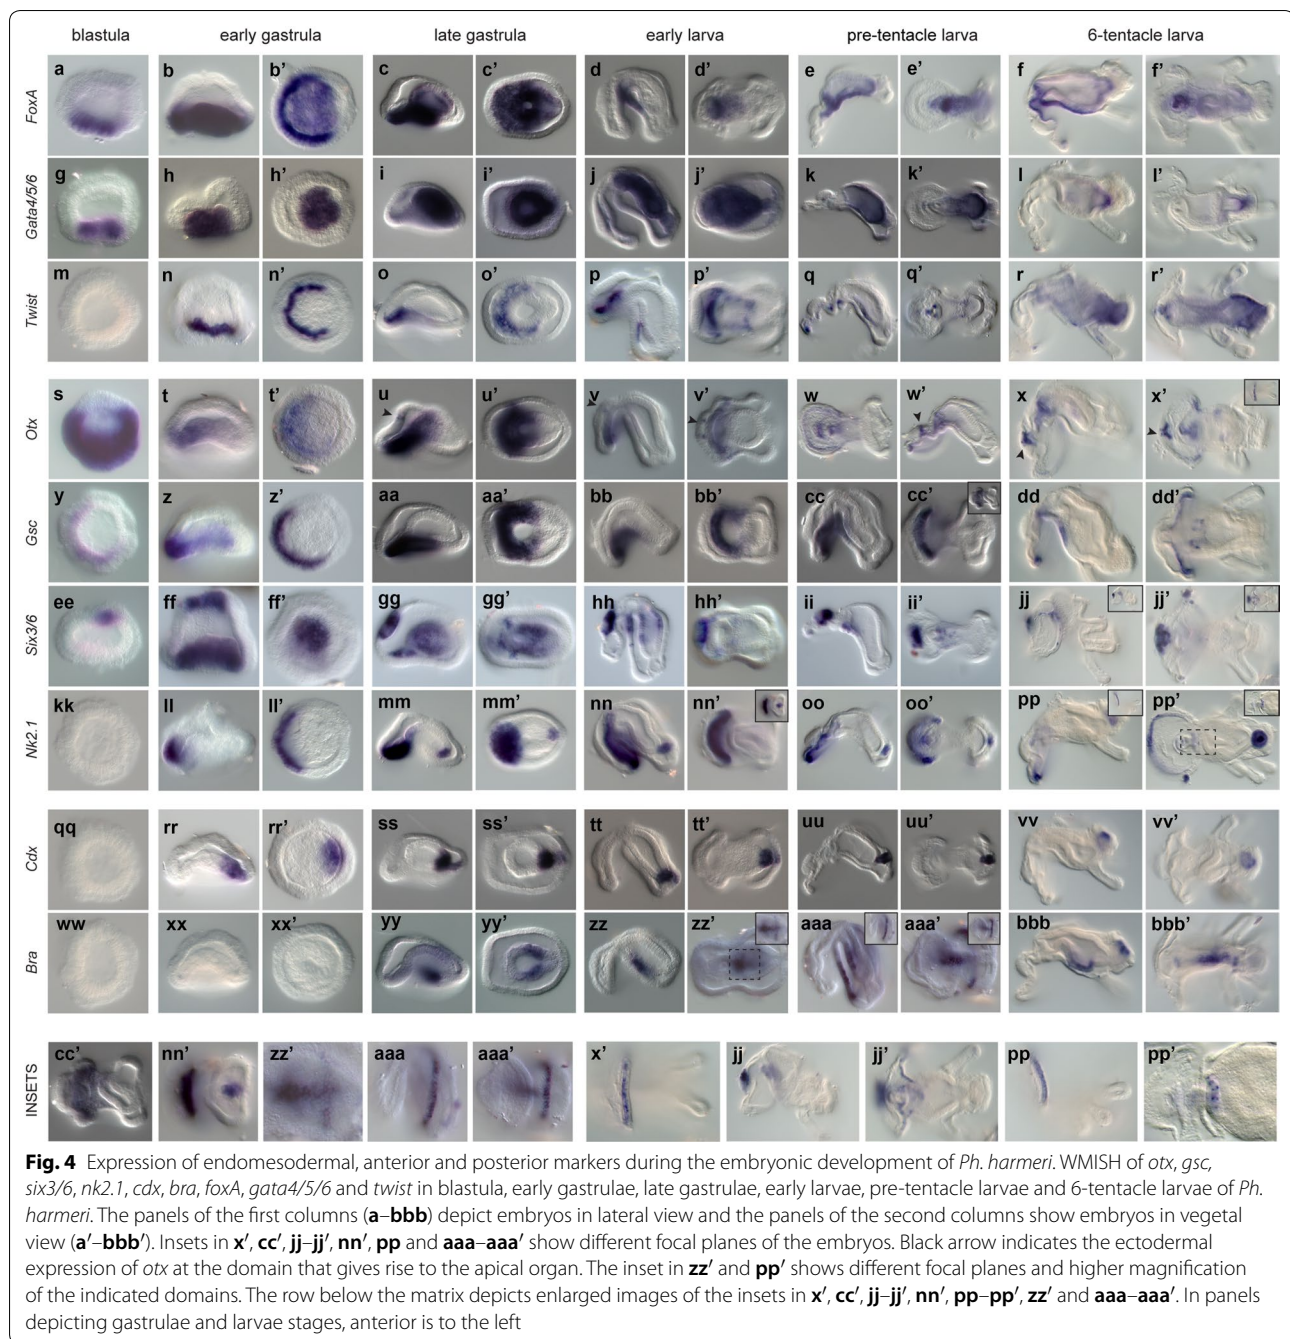 blastula early gastrula late gastrula early larva pre-tentacle larva 6-tentacle larva
FoxA a b b’ c c’ d d’ e e’ f f’
Gata4/5/6 g h h’ i i’ j j’ k k’ l l’
Twist m n n’ o o’ p p’ q q’ r r’
Otx s t t’ u u’ v v’ w w’ x x’
Gsc y z z’ aa aa’ bb bb’ cc cc’ dd dd’
Six3/6 ee ff ff’ gg gg’ hh hh’ ii ii’ jj jj’
Nk2.1 kk ll ll’ mm mm’ nn nn’ oo oo’ pp pp’
Cdx qq rr rr’ ss ss’ tt tt’ uu uu’ vv vv’
Bra ww xx xx’ yy yy’ zz zz’ aaa aaa’ bbb bbb’
INSETS cc’ nn’ zz’ aaa aaa’ x’ jj jj’ pp pp’
Fig. 4 Expression of endomesodermal, anterior and posterior markers during the embryonic development of Ph. harmeri. WMISH of otx, gsc,
six3/6, nk2.1, cdx, bra, foxA, gata4/5/6 and twist in blastula, early gastrulae, late gastrulae, early larvae, pre-tentacle larvae and 6-tentacle larvae of Ph.
harmeri. The panels of the first columns (a–bbb) depict embryos in lateral view and the panels of the second columns show embryos in vegetal
view (a′–bbb′). Insets in x′, cc′, jj–jj′, nn′, pp and aaa–aaa′ show different focal planes of the embryos. Black arrow indicates the ectodermal
expression of otx at the domain that gives rise to the apical organ. The inset in zz′ and pp′ shows different focal planes and higher magnification
of the indicated domains. The row below the matrix depicts enlarged images of the insets in x′, cc′, jj–jj′, nn′, pp–pp′, zz′ and aaa–aaa′. In panels
depicting gastrulae and larvae stages, anterior is to the left